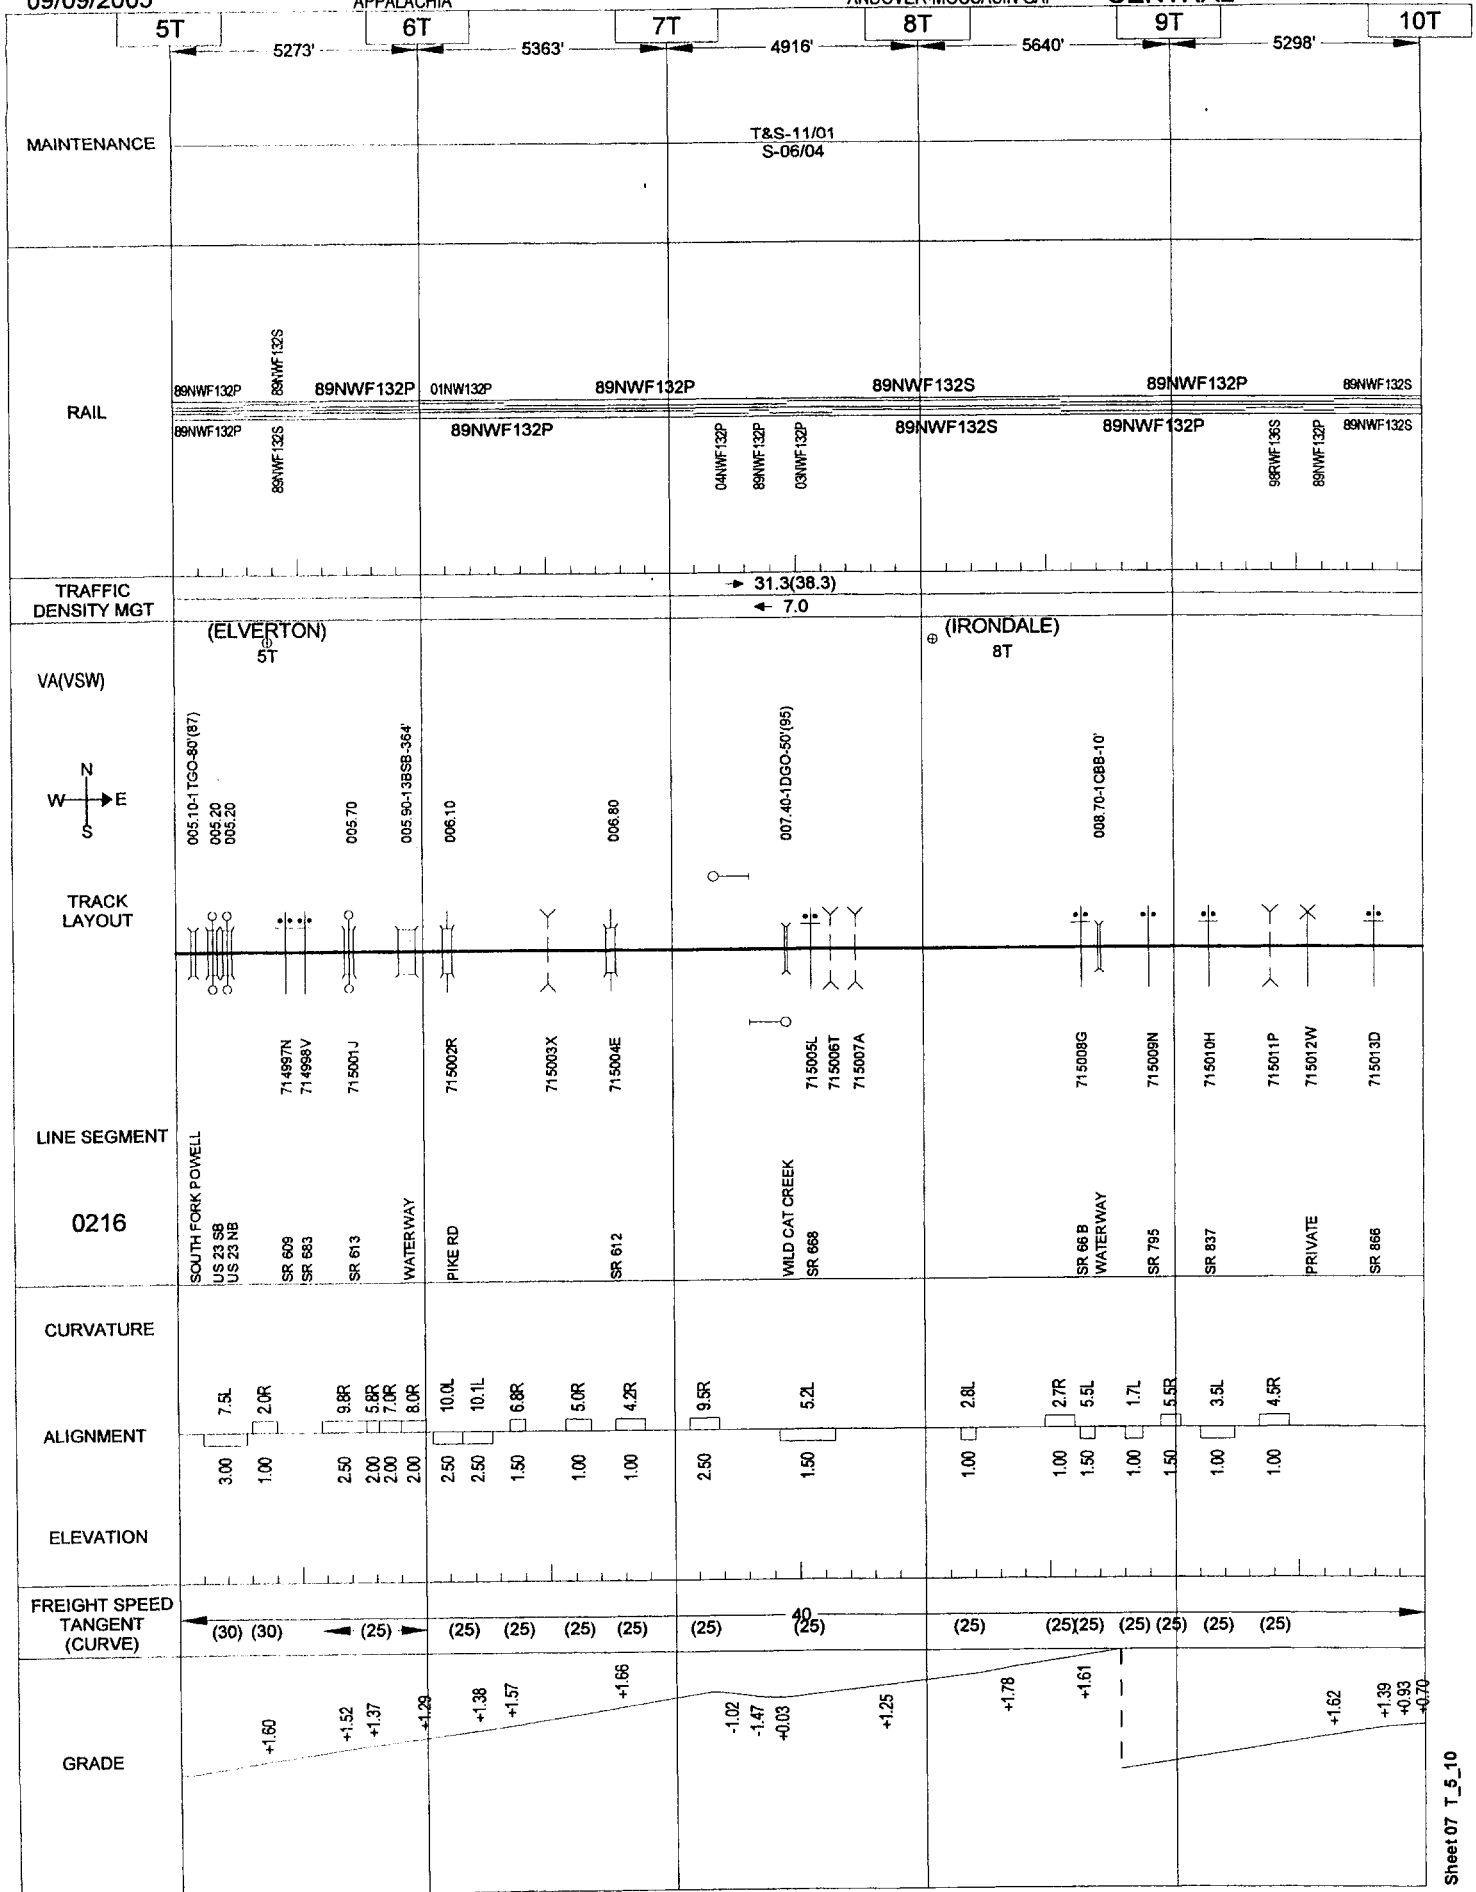 09/09/2005 APPALACHIA CENTRAL
5T 6T 7T 8T 9T 10T
5273' 5363' 4916' 5640' 5298'
MAINTENANCE
T&S-11/01
S-06/04
RAIL
89NWF132P 89NWF132S 89NWF132P 01NW132P 89NWF132P 89NWF132S 89NWF132P 89NWF132S
89NWF132P 89NWF132S 89NWF132P 04NWF132P 89NWF132P 03NWF132P 89NWF132S 89NWF132P 98RWF136S 89NWF132P 89NWF132S
TRAFFIC
DENSITY MGT
31.3(38.3)
7.0
(ELVERTON)
5T
(IRONDALE)
8T
VA(VSW)
N
W E
S
005.10-1TGO-80'(87)
005.20
005.20
005.70
005.90-13BSB-364'
006.10
006.80
007.40-1DGO-50'(95)
008.70-1CBB-10'
TRACK
LAYOUT
714997N
714998V
715001J
715002R
715003X
715004E
715005L
715006T
715007A
715008G
715009N
715010H
715011P
715012W
715013D
LINE SEGMENT
0216
SOUTH FORK POWELL
US 23 SB
US 23 NB
SR 609
SR 683
SR 613
WATERWAY
PIKE RD
SR 612
WILD CAT CREEK
SR 668
SR 66 B
WATERWAY
SR 795
SR 837
PRIVATE
SR 866
CURVATURE
7.5L 2.0R 9.8R 5.8R 7.0R 8.0R 10.0L 10.1L 6.8R 5.0R 4.2R 9.5R 5.2L 2.8L 2.7R 5.5L 1.7L 5.5R 3.5L 4.5R
ALIGNMENT
3.00 1.00 2.50 2.00 2.00 2.00 2.50 2.50 1.50 1.00 1.00 2.50 1.50 1.00 1.00 1.50 1.00 1.50 1.00 1.00
ELEVATION
FREIGHT SPEED
TANGENT
(CURVE)
40
(30) (30) (25) (25) (25) (25) (25) (25) (25) (25) (25)(25) (25) (25) (25) (25)
GRADE
+1.60 +1.52 +1.37 +1.29 +1.38 +1.57 +1.66 -1.02 -1.47 +0.03 +1.25 +1.78 +1.61 +1.62 +1.39 +0.93 +0.70
Sheet 07 T_5_10